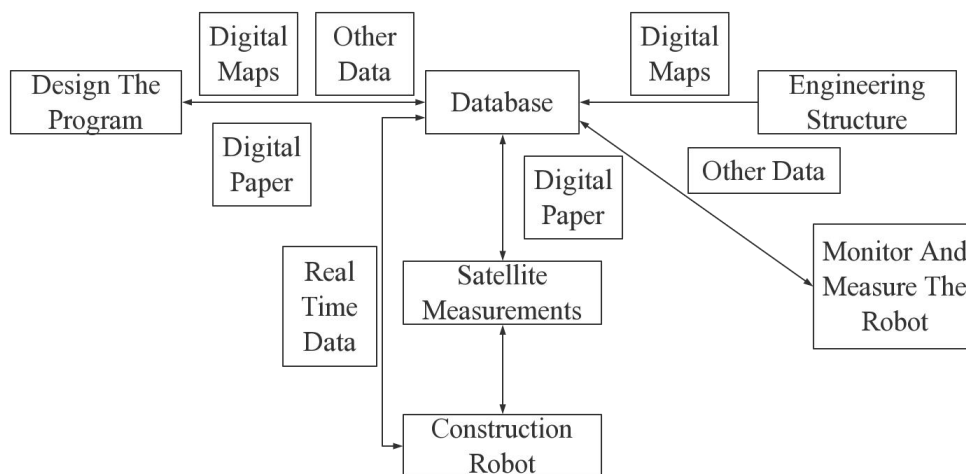 Digital
Maps
Other
Data
Digital
Maps
Design The
Program
Database
Engineering
Structure
Digital
Paper
Digital
Paper
Other Data
Real
Time
Data
Satellite
Measurements
Monitor And
Measure The
Robot
Construction
Robot